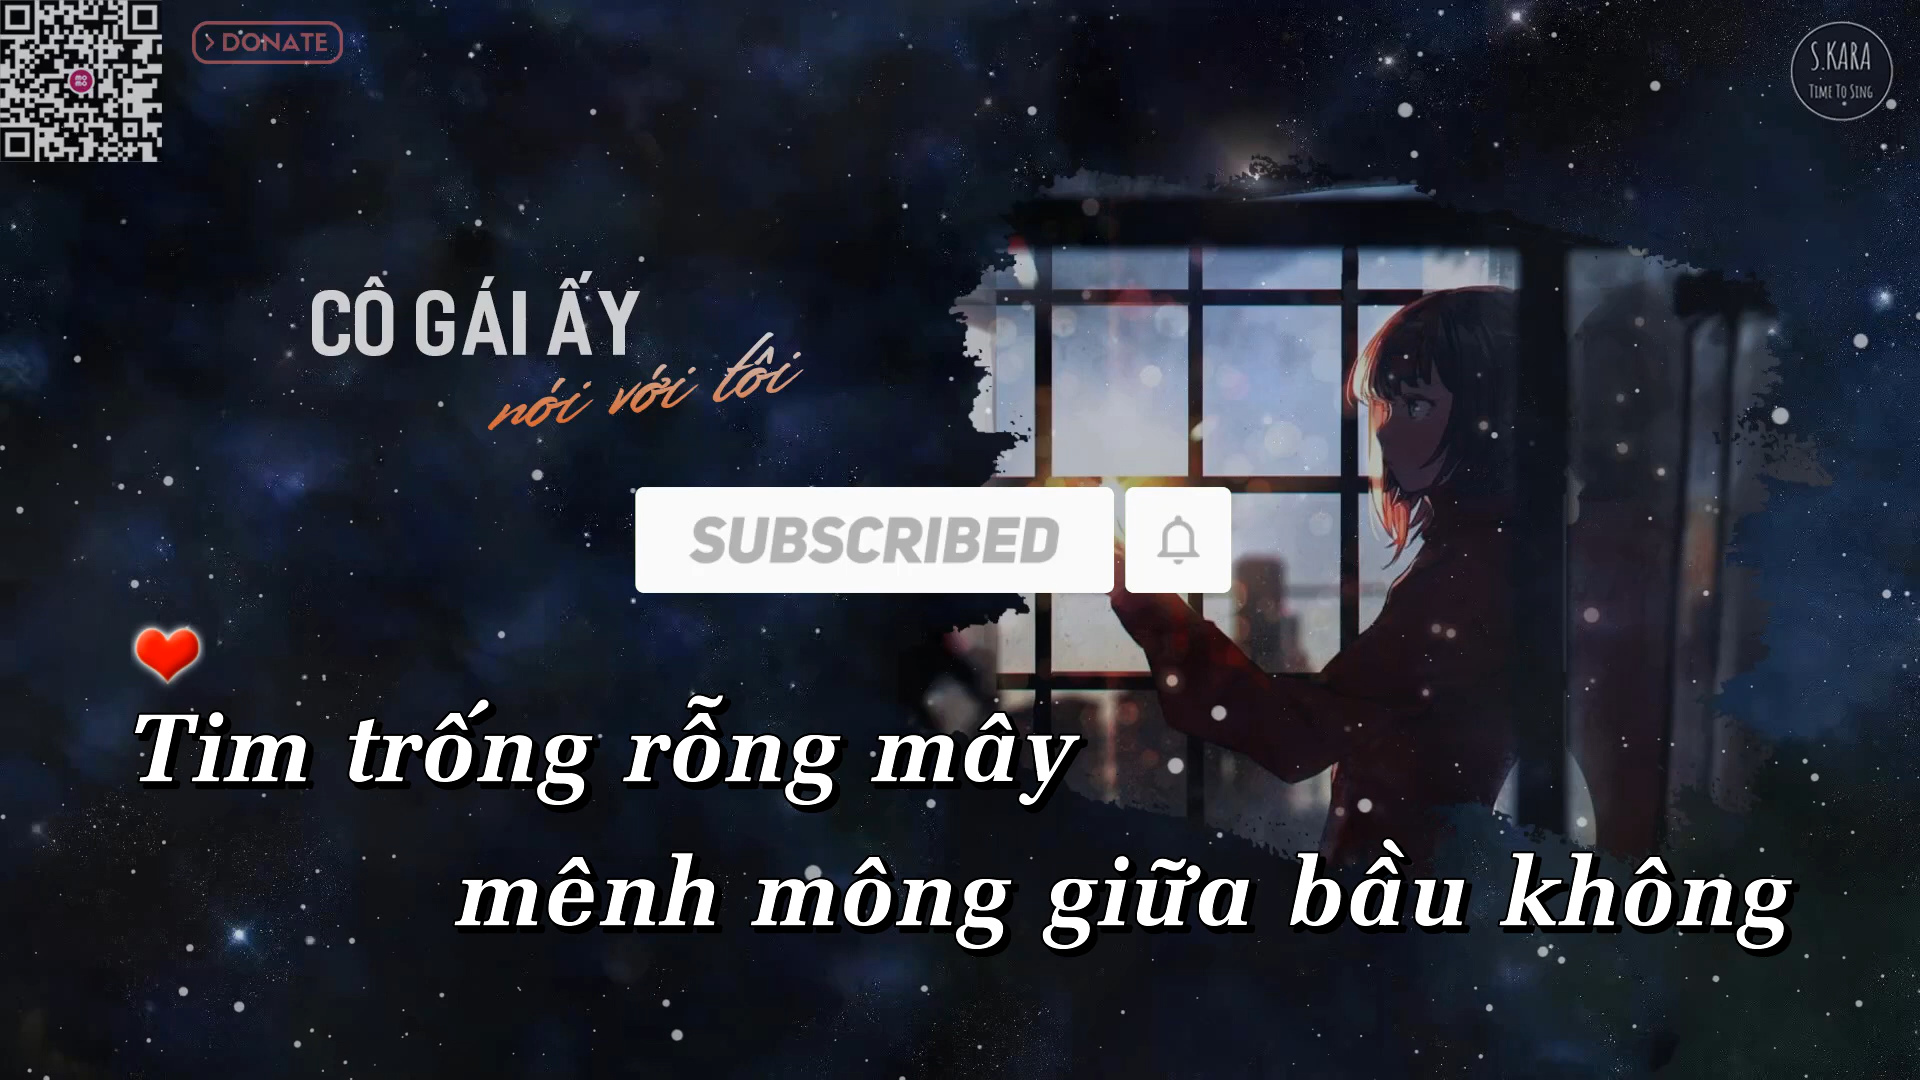 > DONATE
S.KARA
TIME TO SING
CÔ GÁI ẤY
nói với tôi
SUBSCRIBED
Tim trống rỗng mây
mênh mông giữa bầu không